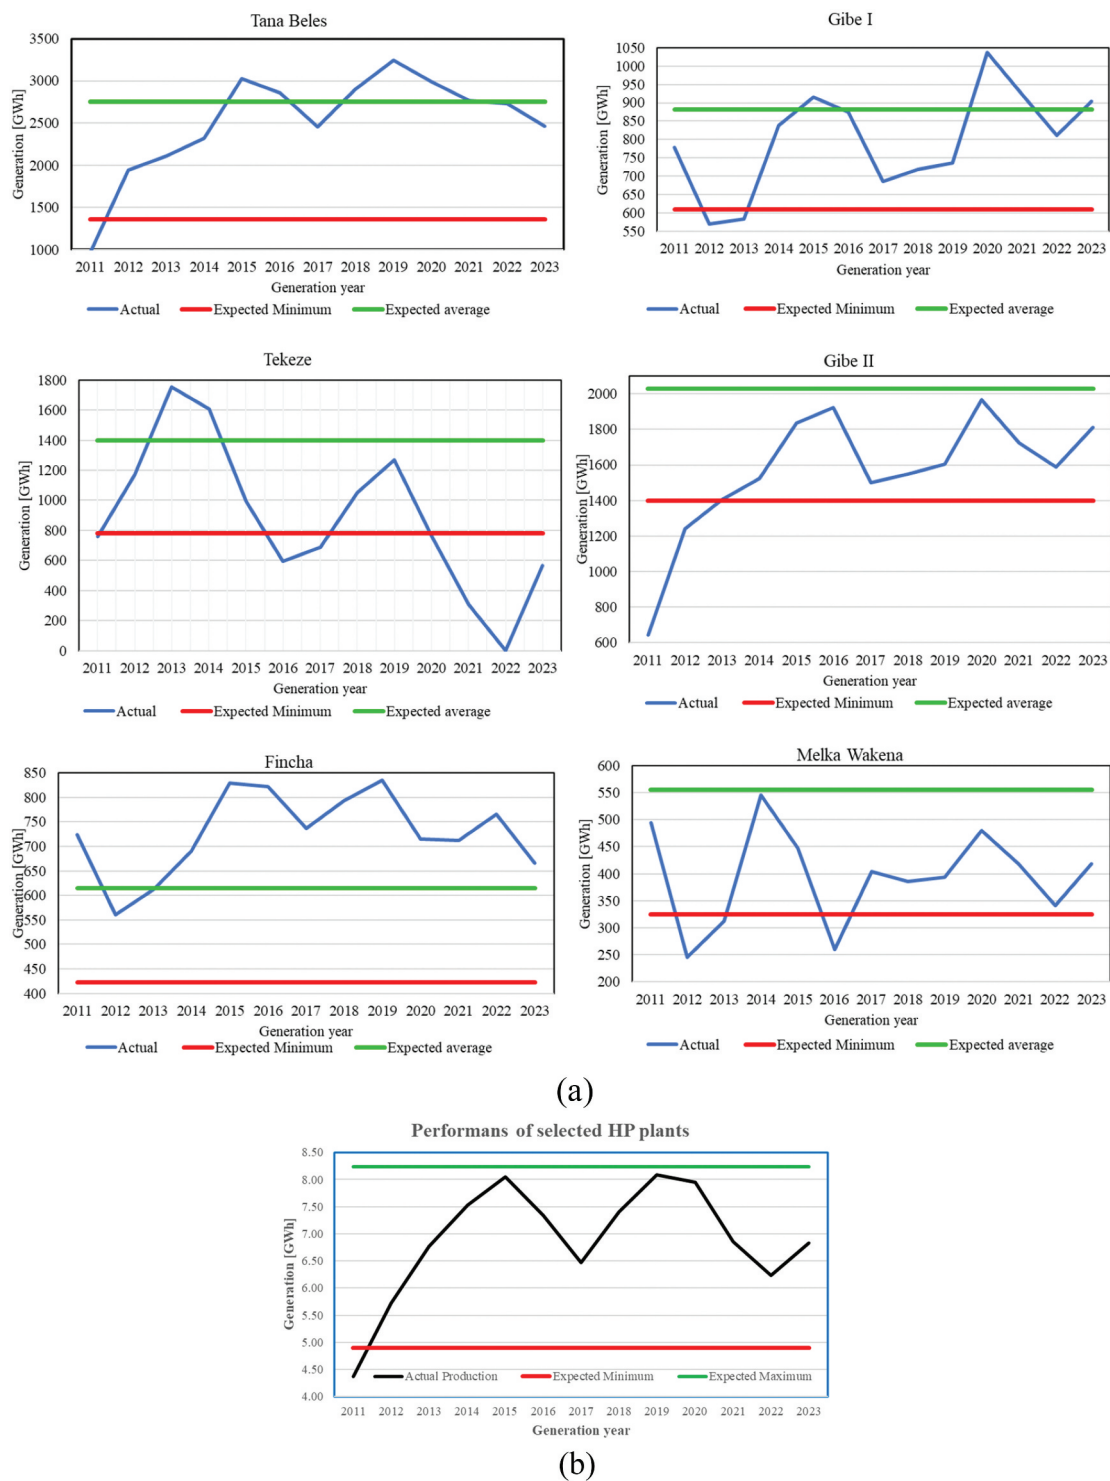 Tana Beles
Generation [GWh]
3500
3000
2500
2000
1500
1000
2011 2012 2013 2014 2015 2016 2017 2018 2019 2020 2021 2022 2023
Generation year
Actual Expected Minimum Expected average
Gibe I
Generation [GWh]
1050
1000
950
900
850
800
750
700
650
600
550
2011 2012 2013 2014 2015 2016 2017 2018 2019 2020 2021 2022 2023
Generation year
Actual Expected Minimum Expected average
Tekeze
Generation [GWh]
1800
1600
1400
1200
1000
800
600
400
200
0
2011 2012 2013 2014 2015 2016 2017 2018 2019 2020 2021 2022 2023
Generation year
Actual Expected Minimum Expected average
Gibe II
Generation [GWh]
2000
1800
1600
1400
1200
1000
800
600
2011 2012 2013 2014 2015 2016 2017 2018 2019 2020 2021 2022 2023
Generation year
Actual Expected Minimum Expected average
Fincha
Generation [GWh]
850
800
750
700
650
600
550
500
450
400
2011 2012 2013 2014 2015 2016 2017 2018 2019 2020 2021 2022 2023
Generation year
Actual Expected Minimum Expected average
Melka Wakena
Generation [GWh]
600
550
500
450
400
350
300
250
200
2011 2012 2013 2014 2015 2016 2017 2018 2019 2020 2021 2022 2023
Generation year
Actual Expected Minimum Expected average
(a)
Performans of selected HP plants
Generation [GWh]
8.50
8.00
7.50
7.00
6.50
6.00
5.50
5.00
4.50
4.00
Actual Production Expected Minimum Expected Maximum
2011 2012 2013 2014 2015 2016 2017 2018 2019 2020 2021 2022 2023
Generation year
(b)